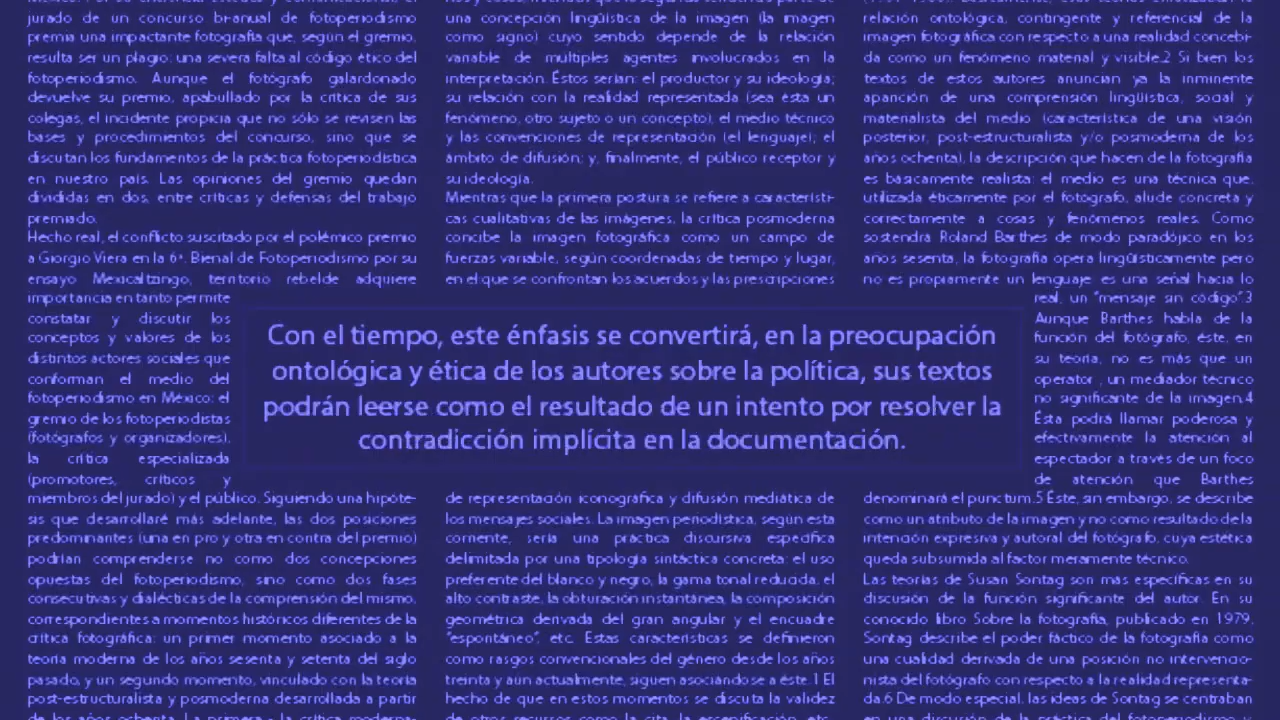 jurado de un concurso bi-anual de fotoperiodismo
premia una impactante fotografía que, según el gremio,
resulta ser un plagio: una severa falta al código ético del
fotoperiodismo. Aunque el fotógrafo galardonado
devuelve su premio, apabullado por la crítica de sus
colegas, el incidente propicia que no sólo se revisen las
bases y procedimientos del concurso, sino que se
discutan los fundamentos de la práctica fotoperiodística
en nuestro país. Las opiniones del gremio quedan
divididas en dos, entre críticas y defensas del trabajo
premiado.
Hecho real, el conflicto suscitado por el polémico premio
a Giorgio Viera en la 6ª. Bienal de Fotoperiodismo por su
ensayo Mexicaltzingo, territorio rebelde adquiere
importancia en tanto permite
constatar y discutir los
conceptos y valores de los
distintos actores sociales que
conforman el medio del
fotoperiodismo en México: el
gremio de los fotoperiodistas
(fotógrafos y organizadores),
la crítica especializada
(promotores, críticos y
miembros del jurado) y el público. Siguiendo una hipóte-
sis que desarrollaré más adelante, las dos posiciones
predominantes (una en pro y otra en contra del premio)
podrían comprenderse no como dos concepciones
opuestas del fotoperiodismo, sino como dos fases
consecutivas y dialécticas de la comprensión del mismo,
correspondientes a momentos históricos diferentes de la
crítica fotográfica: un primer momento asociado a la
teoría moderna de los años sesenta y setenta del siglo
pasado, y un segundo momento, vinculado con la teoría
post-estructuralista y posmoderna desarrollada a partir
de los años ochenta. La primera - la crítica moderna-
una concepción lingüística de la imagen (la imagen
como signo) cuyo sentido depende de la relación
variable de multiples agentes involucrados en la
interpretación. Éstos serían: el productor y su ideología;
su relación con la realidad representada (sea ésta un
fenómeno, otro sujeto o un concepto), el medio técnico
y las convenciones de representación (el lenguaje); el
ámbito de difusión; y, finalmente, el público receptor y
su ideología.
Mientras que la primera postura se refiere a característi-
cas cualitativas de las imágenes, la crítica posmoderna
concibe la imagen fotográfica como un campo de
fuerzas variable, según coordenadas de tiempo y lugar,
en el que se confrontan los acuerdos y las prescripciones
Con el tiempo, este énfasis se convertirá, en la preocupación
ontológica y ética de los autores sobre la política, sus textos
podrán leerse como el resultado de un intento por resolver la
contradicción implícita en la documentación.
de representación iconográfica y difusión mediática de
los mensajes sociales. La imagen periodística, según esta
corriente, sería una práctica discursiva específica
delimitada por una tipología sintáctica concreta: el uso
preferente del blanco y negro, la gama tonal reducida, el
alto contraste, la obturación instantánea, la composición
geométrica derivada del gran angular y el encuadre
"espontáneo", etc. Estas características se definieron
como rasgos convencionales del género desde los años
treinta y aún actualmente, siguen asociándose a éste.1 El
hecho de que en estos momentos se discuta la validez
de otros recursos como la cita, la escenificación, etc.
relación ontológica, contingente y referencial de la
imagen fotográfica con respecto a una realidad concebi-
da como un fenómeno material y visible.2 Si bien los
textos de estos autores anuncian ya la inminente
aparición de una comprensión lingüística, social y
materialista del medio (característica de una visión
posterior, post-estructuralista y/o posmoderna de los
años ochenta), la descripción que hacen de la fotografía
es básicamente realista: el medio es una técnica que,
utilizada éticamente por el fotógrafo, alude concreta y
correctamente a cosas y fenómenos reales. Como
sostendrá Roland Barthes de modo paradójico en los
años sesenta, la fotografía opera lingüísticamente pero
no es propiamente un lenguaje es una señal hacia lo
real, un "mensaje sin código".3
Aunque Barthes habla de la
función del fotógrafo, éste, en
su teoría, no es más que un
operator , un mediador técnico
no significante de la imagen.4
Ésta podrá llamar poderosa y
efectivamente la atención al
espectador a través de un foco
de atención que Barthes
denominará el punctum.5 Éste, sin embargo, se describe
como un atributo de la imagen y no como resultado de la
intención expresiva y autoral del fotógrafo, cuya estética
queda subsumida al factor meramente técnico.
Las teorías de Susan Sontag son más específicas en su
discusión de la función significante del autor. En su
conocido libro Sobre la fotografía, publicado en 1979,
Sontag describe el poder fáctico de la fotografía como
una cualidad derivada de una posición no intervencio-
nista del fotógrafo con respecto a la realidad representa-
da.6 De modo especial, las ideas de Sontag se centraban
en una discusión de la práctica del fotoperiodismo y